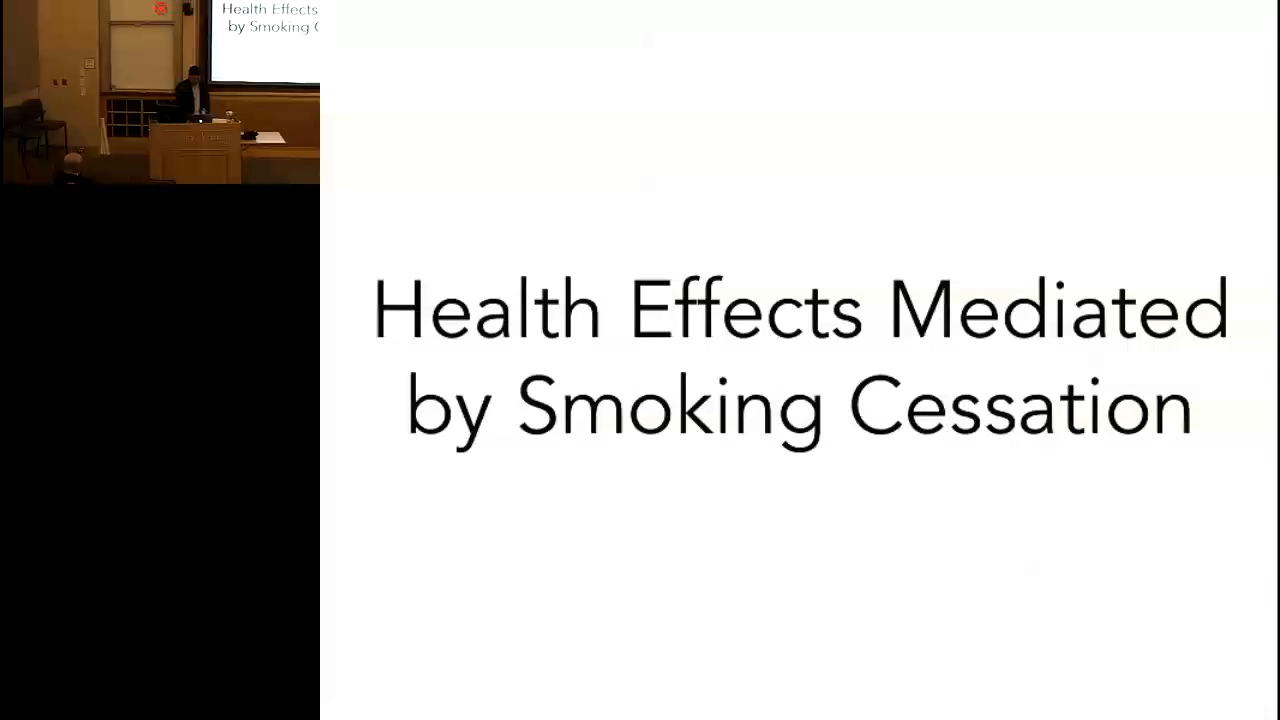 Health Effects
by Smoking C
Health Effects Mediated
by Smoking Cessation